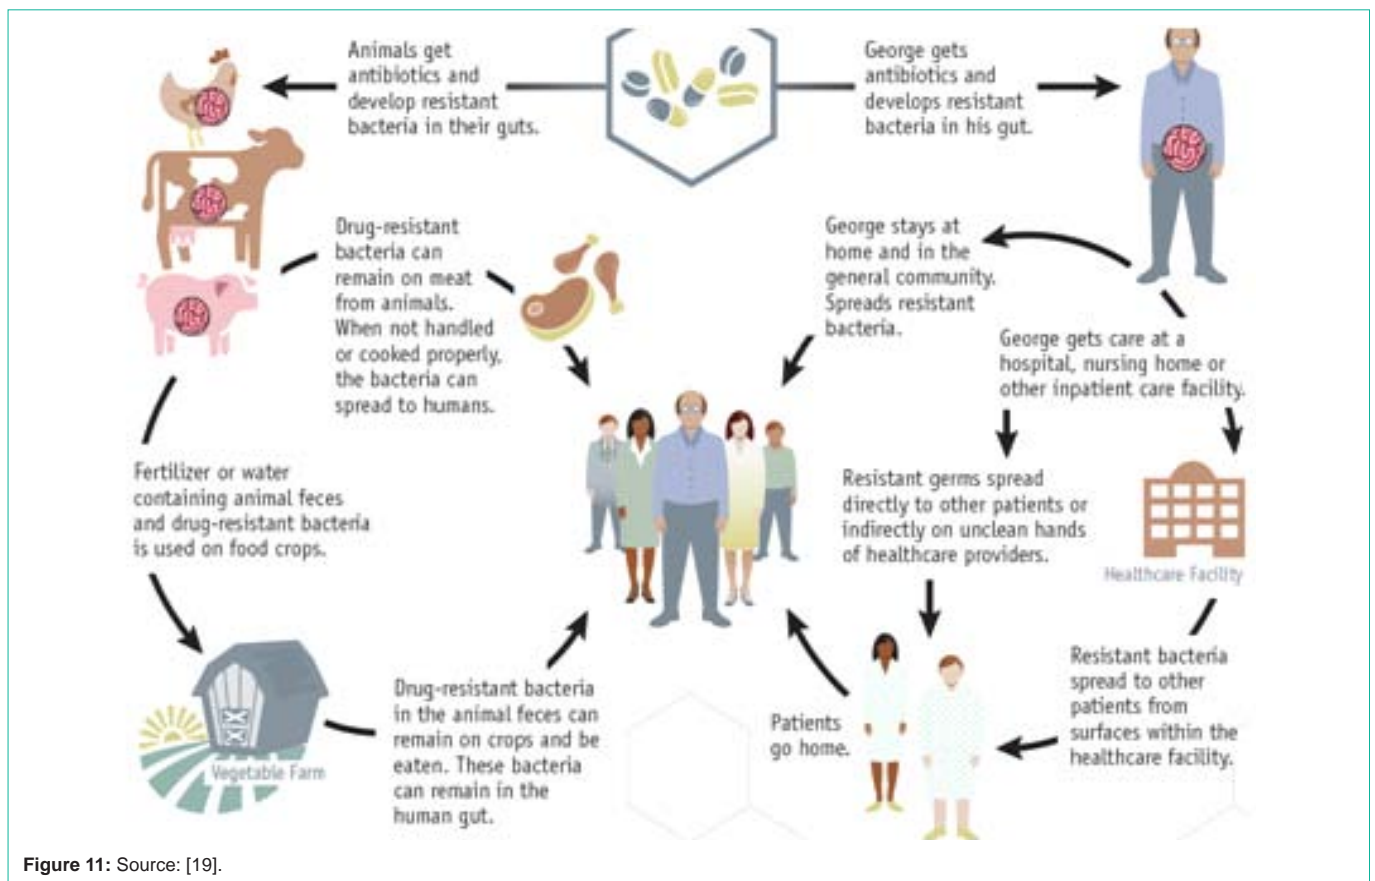 Animals get
antibiotics and
develop resistant
bacteria in their guts.
George gets
antibiotics and
develops resistant
bacteria in his gut.
Drug-resistant
bacteria can
remain on meat
from animals.
When not handled
or cooked properly,
the bacteria can
spread to humans.
George stays at
home and in the
general community.
Spreads resistant
bacteria.
George gets care at a
hospital, nursing home or
other inpatient care facility.
Fertilizer or water
containing animal feces
and drug-resistant bacteria
is used on food crops.
Resistant germs spread
directly to other patients or
indirectly on unclean hands
of healthcare providers.
Healthcare Facility
Vegetable Farm
Drug-resistant bacteria
in the animal feces can
remain on crops and be
eaten. These bacteria
can remain in the
human gut.
Patients
go home.
Resistant bacteria
spread to other
patients from
surfaces within the
healthcare facility.
Figure 11: Source: [19].